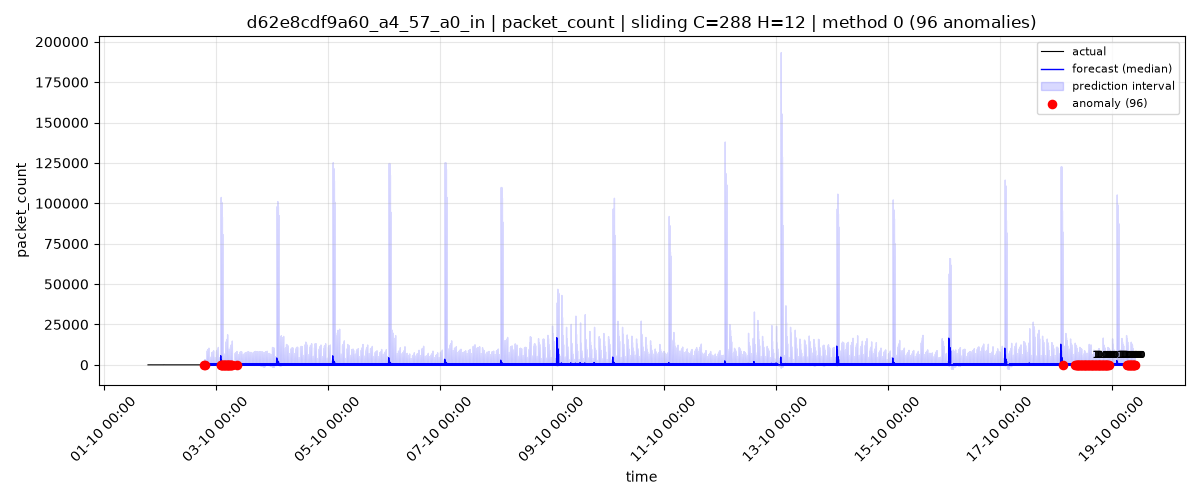 d62e8cdf9a60_a4_57_a0_in | packet_count | sliding C=288 H=12 | method 0 (96 anomalies)
actual
forecast (median)
prediction interval
anomaly (96)
200000
175000
150000
125000
100000
75000
50000
25000
0
packet_count
01-10 00:00
03-10 00:00
05-10 00:00
07-10 00:00
09-10 00:00
11-10 00:00
13-10 00:00
15-10 00:00
17-10 00:00
19-10 00:00
time